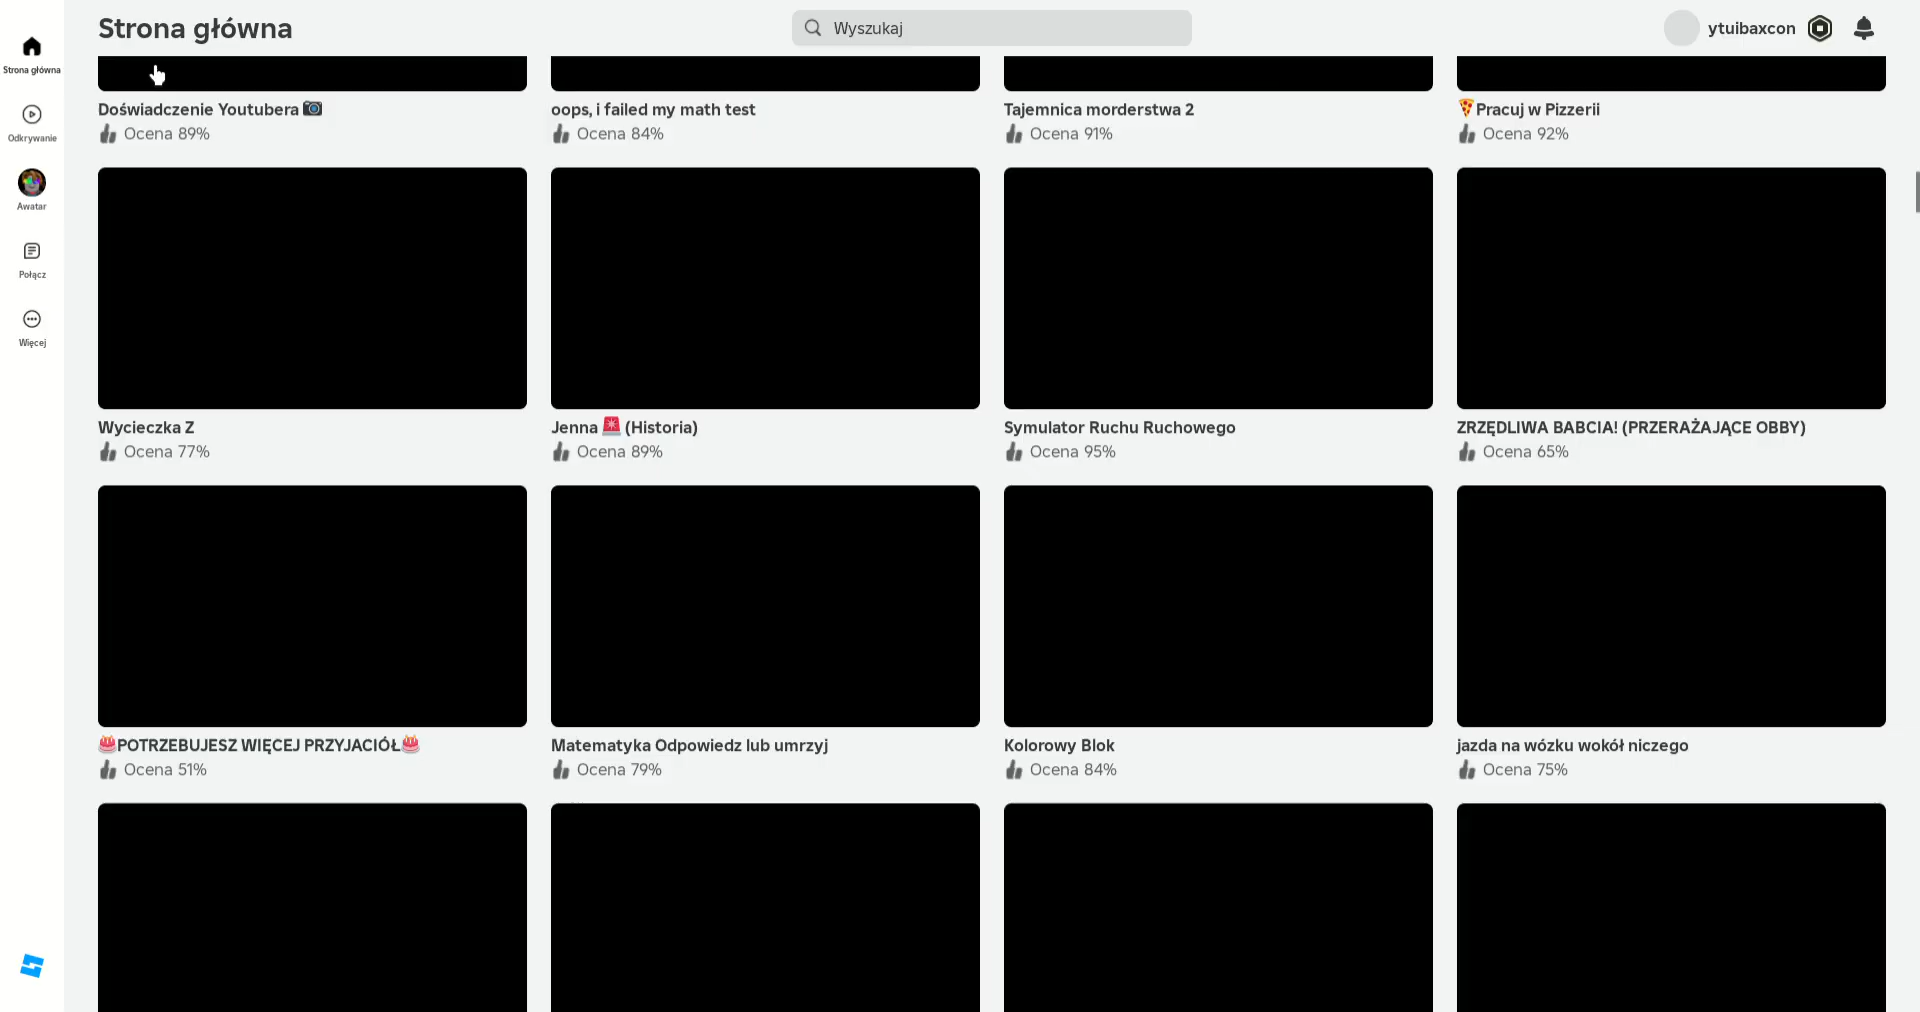 Strona główna
Wyszukaj
ytuibaxcon
Strona główna
Odkrywanie
Awatar
Połącz
Więcej
Doświadczenie Youtubera 📷
Ocena 89%
oops, i failed my math test
Ocena 84%
Tajemnica morderstwa 2
Ocena 91%
🍕Pracuj w Pizzerii
Ocena 92%
Wycieczka Z
Ocena 77%
Jenna 🚨 (Historia)
Ocena 89%
Symulator Ruchu Ruchowego
Ocena 95%
ZRZĘDLIWA BABCIA! (PRZERAŻAJĄCE OBBY)
Ocena 65%
🎂POTRZEBUJESZ WIĘCEJ PRZYJACIÓŁ🎂
Ocena 51%
Matematyka Odpowiedz lub umrzyj
Ocena 79%
Kolorowy Blok
Ocena 84%
jazda na wózku wokół niczego
Ocena 75%